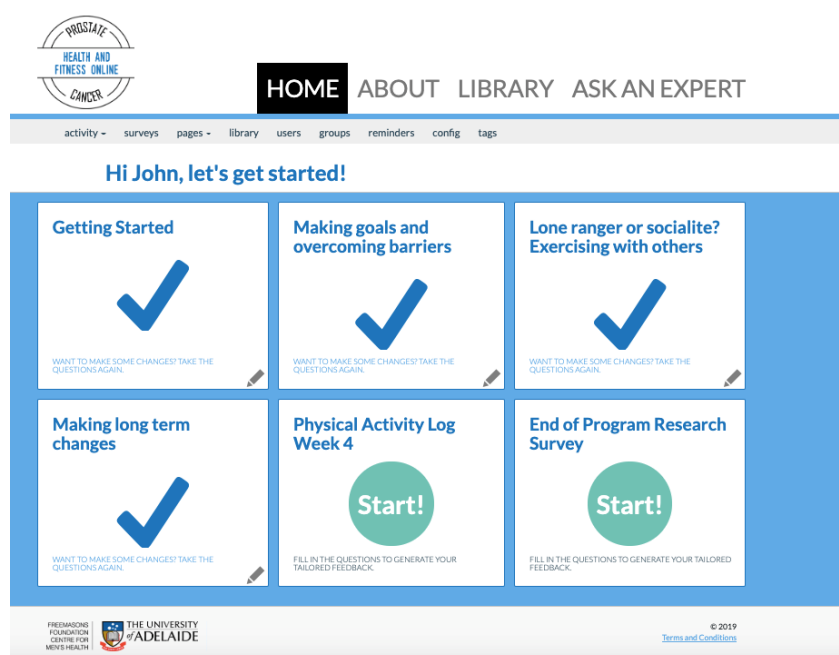 PROSTATE
HEALTH AND
FITNESS ONLINE
CANCER
HOME ABOUT LIBRARY ASK AN EXPERT
activity surveys pages library users groups reminders config tags
Hi John, let's get started!
Getting Started
WANT TO MAKE SOME CHANGES? TAKE THE
QUESTIONS AGAIN.
Making goals and
overcoming barriers
WANT TO MAKE SOME CHANGES? TAKE THE
QUESTIONS AGAIN.
Lone ranger or socialite?
Exercising with others
WANT TO MAKE SOME CHANGES? TAKE THE
QUESTIONS AGAIN.
Making long term
changes
WANT TO MAKE SOME CHANGES? TAKE THE
QUESTIONS AGAIN.
Physical Activity Log
Week 4
Start!
FILL IN THE QUESTIONS TO GENERATE YOUR
TAILORED FEEDBACK.
End of Program Research
Survey
Start!
FILL IN THE QUESTIONS TO GENERATE YOUR TAILORED
FEEDBACK.
FREEMASONS
FOUNDATION
CENTRE FOR
MEN'S HEALTH
THE UNIVERSITY
of ADELAIDE
© 2019
Terms and Conditions